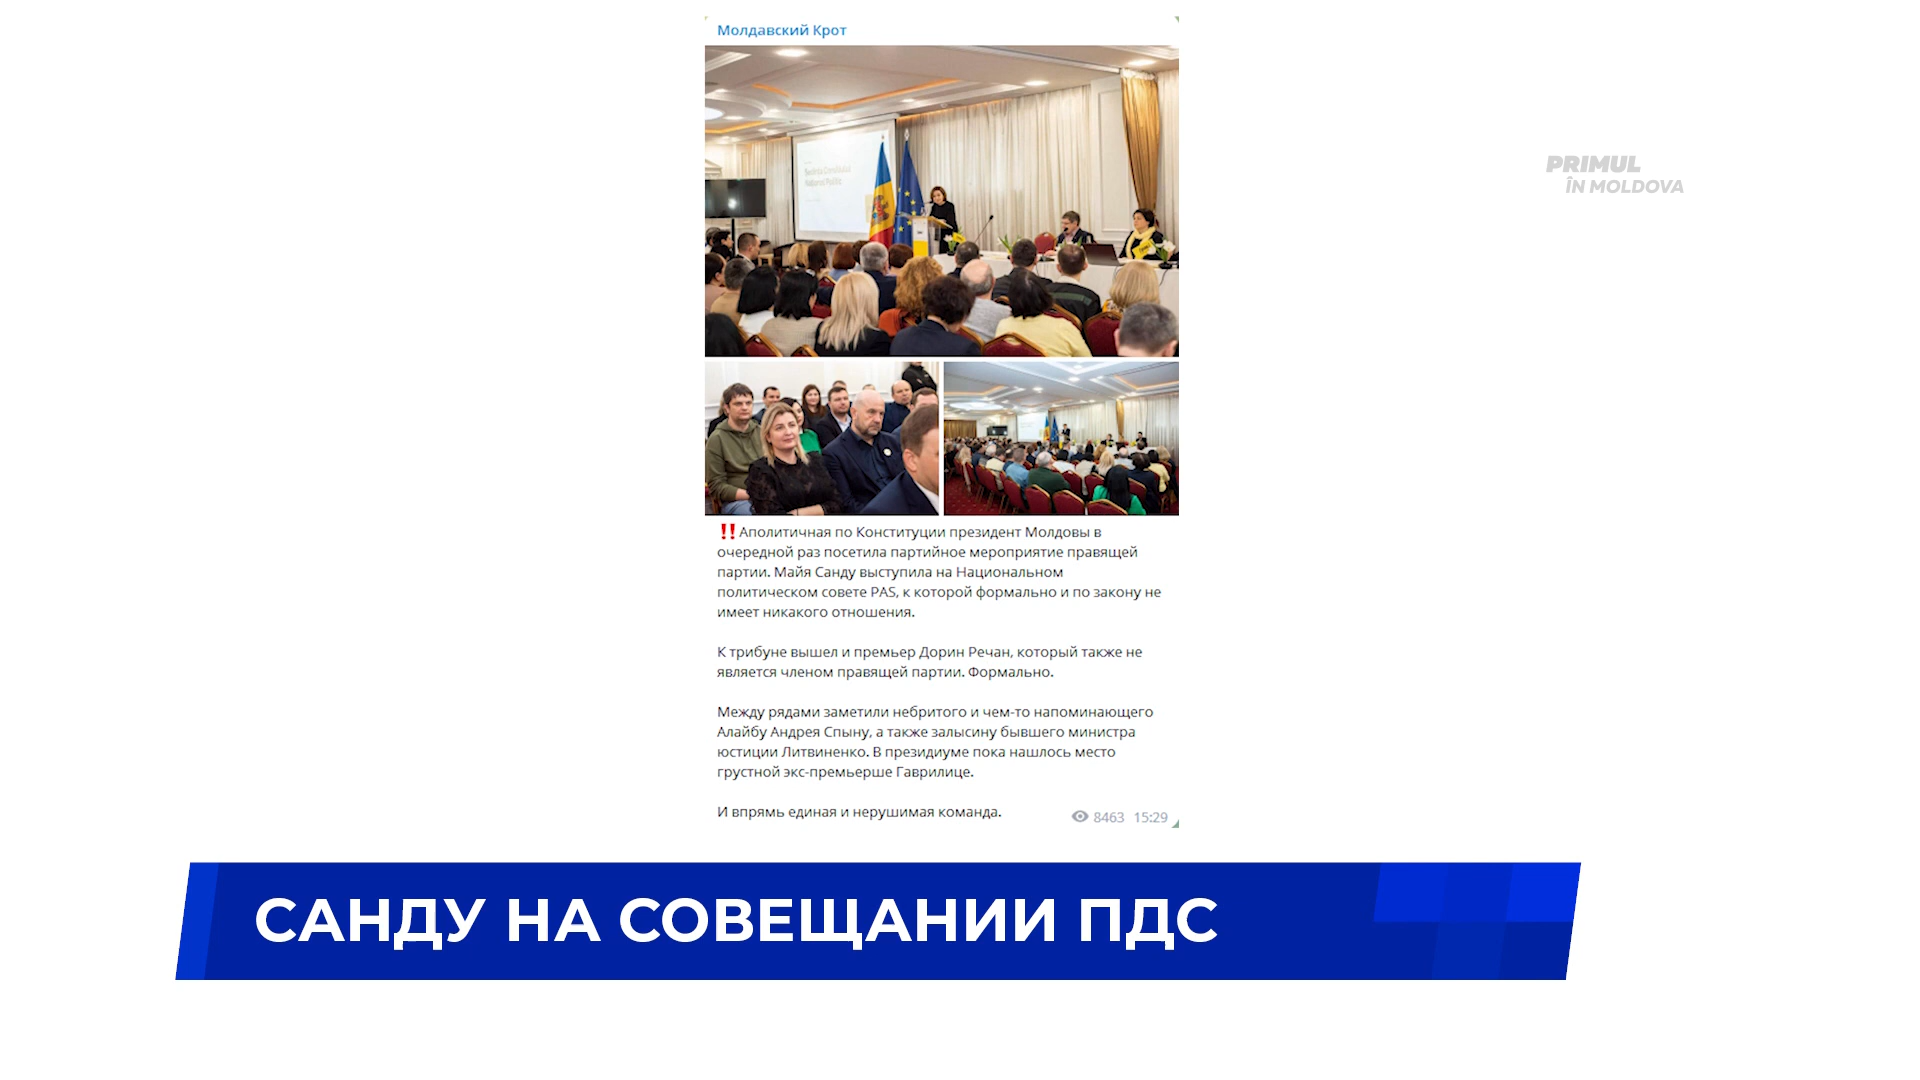 Молдавский Крот
Ședința Consiliului
Național Politic
PRIMUL
ÎN MOLDOVA
‼️Аполитичная по Конституции президент Молдовы в
очередной раз посетила партийное мероприятие правящей
партии. Майя Санду выступила на Национальном
политическом совете PAS, к которой формально и по закону не
имеет никакого отношения.
К трибуне вышел и премьер Дорин Речан, который также не
является членом правящей партии. Формально.
Между рядами заметили небритого и чем-то напоминающего
Алайбу Андрея Спыну, а также залысину бывшего министра
юстиции Литвиненко. В президиуме пока нашлось место
грустной экс-премьерше Гаврилице.
И впрямь единая и нерушимая команда.
8463 15:29
САНДУ НА СОВЕЩАНИИ ПДС